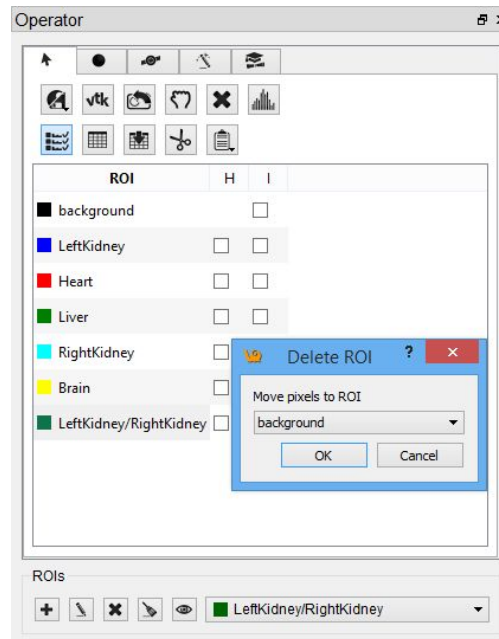 Operator
vtk
ROI H I
background
LeftKidney
Heart
Liver
RightKidney
Brain
LeftKidney/RightKidney
Delete ROI ?
Move pixels to ROI
background
OK Cancel
ROIs
LeftKidney/RightKidney